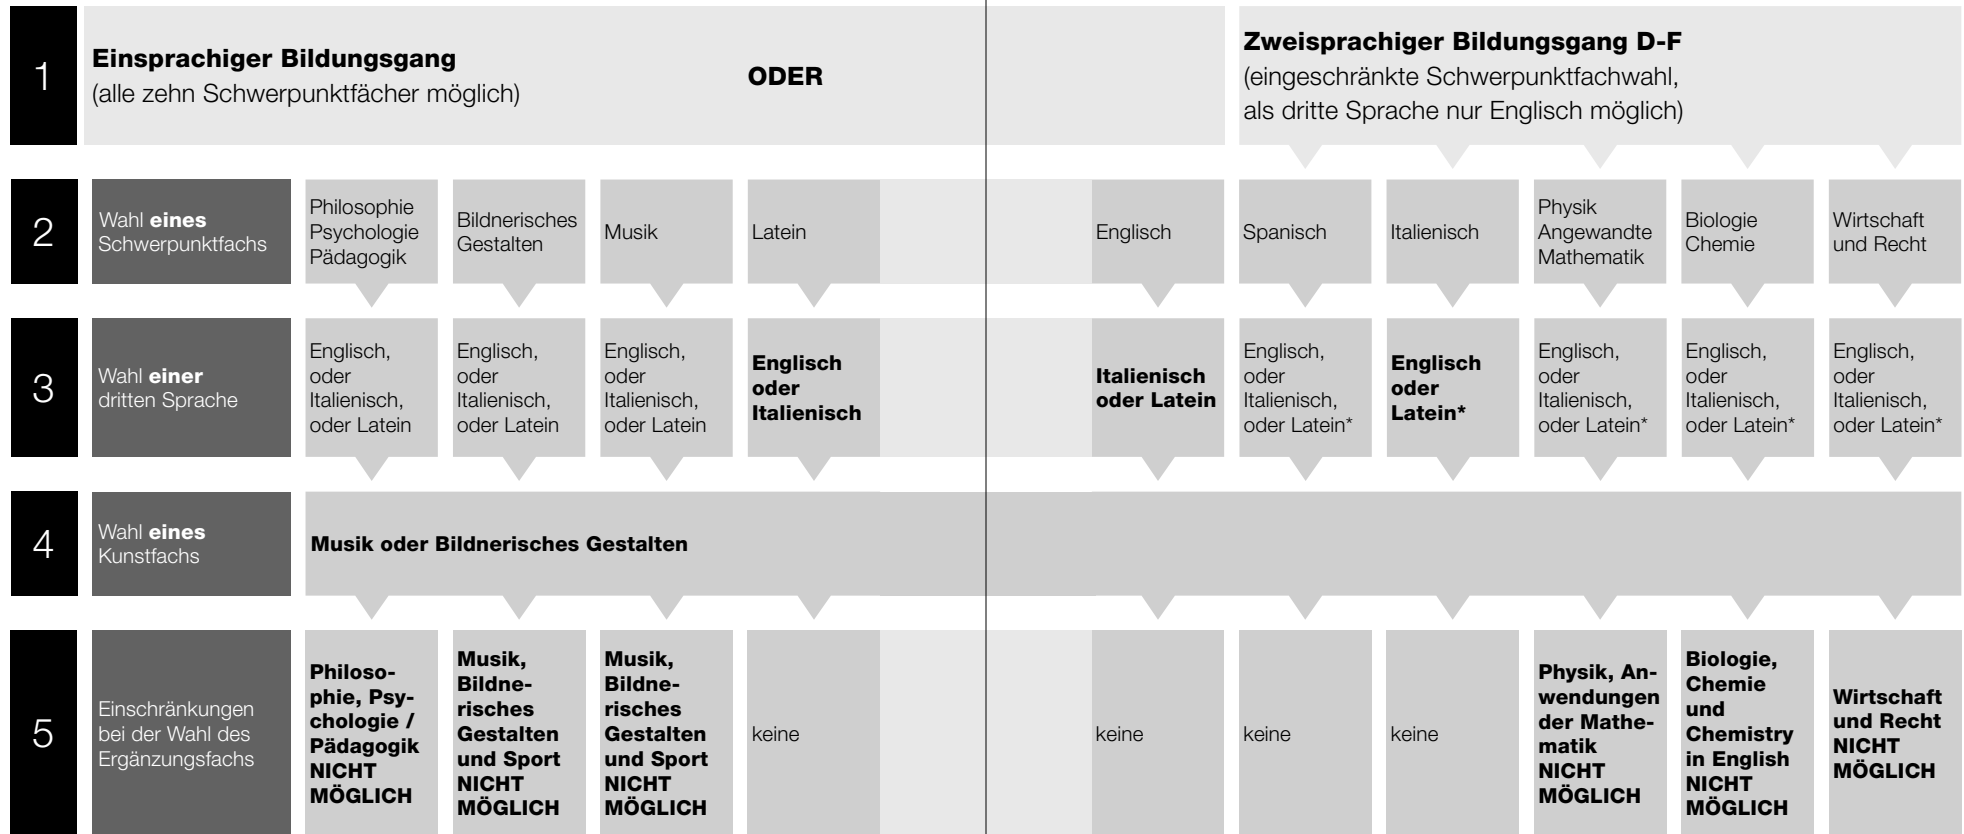 1
Einsprachiger Bildungsgang
(alle zehn Schwerpunktfächer möglich)
ODER
Zweisprachiger Bildungsgang D-F
(eingeschränkte Schwerpunktfachwahl,
als dritte Sprache nur Englisch möglich)
2
Wahl eines
Schwerpunktfachs
Philosophie
Psychologie
Pädagogik
Bildnerisches
Gestalten
Musik
Latein
Englisch
Spanisch
Italienisch
Physik
Angewandte
Mathematik
Biologie
Chemie
Wirtschaft
und Recht
3
Wahl einer
dritten Sprache
Englisch,
oder
Italienisch,
oder Latein
Englisch,
oder
Italienisch,
oder Latein
Englisch,
oder
Italienisch,
oder Latein
Englisch
oder
Italienisch
Italienisch
oder Latein
Englisch,
oder
Italienisch,
oder Latein*
Englisch
oder
Latein*
Englisch,
oder
Italienisch,
oder Latein*
Englisch,
oder
Italienisch,
oder Latein*
Englisch,
oder
Italienisch,
oder Latein*
4
Wahl eines
Kunstfachs
Musik oder Bildnerisches Gestalten
5
Einschränkungen
bei der Wahl des
Ergänzungsfachs
Philoso-
phie, Psy-
chologie /
Pädagogik
NICHT
MÖGLICH
Musik,
Bildne-
risches
Gestalten
und Sport
NICHT
MÖGLICH
Musik,
Bildne-
risches
Gestalten
und Sport
NICHT
MÖGLICH
keine
keine
keine
keine
Physik, An-
wendungen
der Mathe-
matik
NICHT
MÖGLICH
Biologie,
Chemie
und
Chemistry
in English
NICHT
MÖGLICH
Wirtschaft
und Recht
NICHT
MÖGLICH